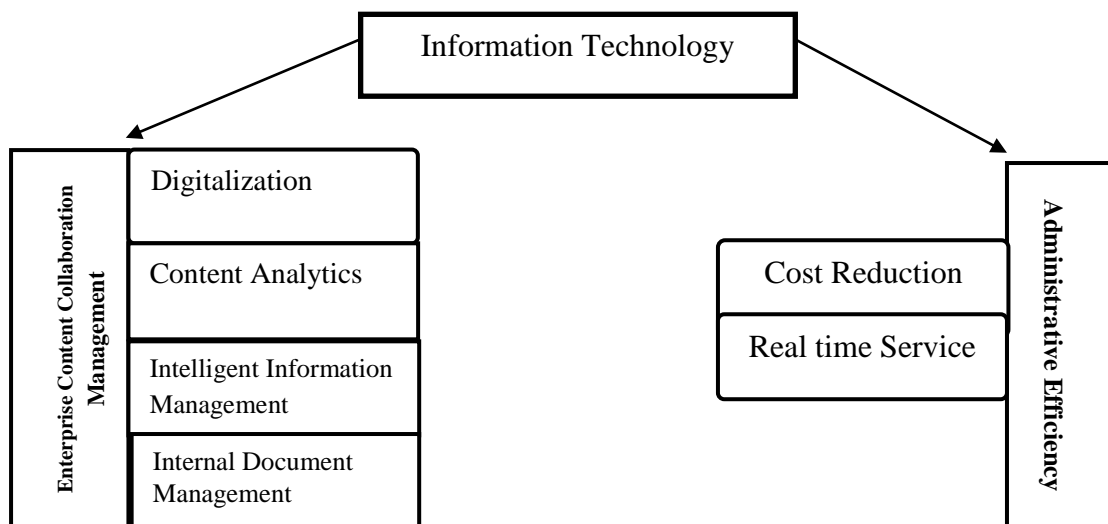 Information Technology
Enterprise Content Collaboration
Management
Digitalization
Content Analytics
Intelligent Information
Management
Internal Document
Management
Cost Reduction
Real time Service
Administrative Efficiency